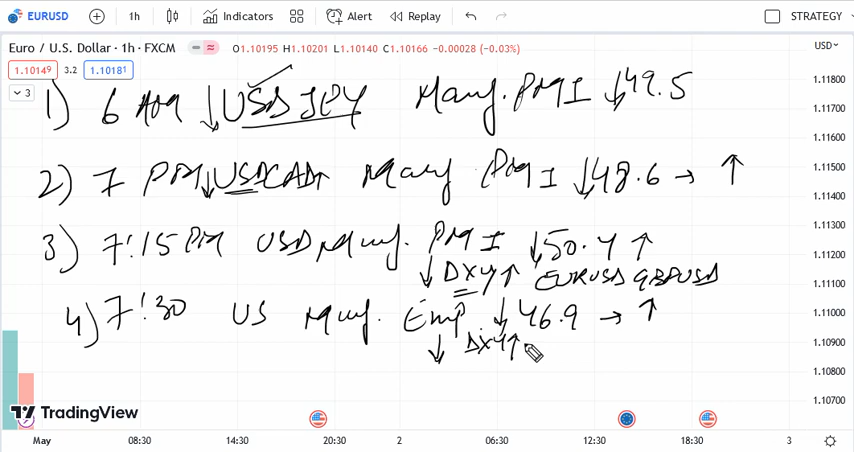 EURUSD 1h Indicators Alert Replay STRATEGY
Euro / U.S. Dollar · 1h · FXCM O1.10195 H1.10201 L1.10140 C1.10166 -0.00028 (-0.03%) USD
1.10149 3.2 1.10181
3
1.11800
1.11700
1.11600
1.11500
1.11400
1.11300
1.11200
1.11100
1.11000
1.10900
1.10800
1.10700
1) 6 AM ↓ USD JPY Manf. PMI ↓ 49.5
2) 7 PM ↓ USDCAD ↑ Manf PMI ↓ 48.6 → ↑
3) 7:15 PM USD Manf. PMI ↓ 50.4 ↑
↓ DXY ↑ EURUSD GBPUSD
4) 7:30 US Manf. Emp. ↓ 46.9 → ↑
↓ DXY ↑
TradingView
May 08:30 14:30 20:30 2 06:30 12:30 18:30 3